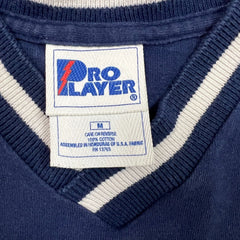 PRO
PLAYER®
M
CARE ON REVERSE
100% COTTON
ASSEMBLED IN HONDURAS OF U.S.A. FABRIC
RN 13765